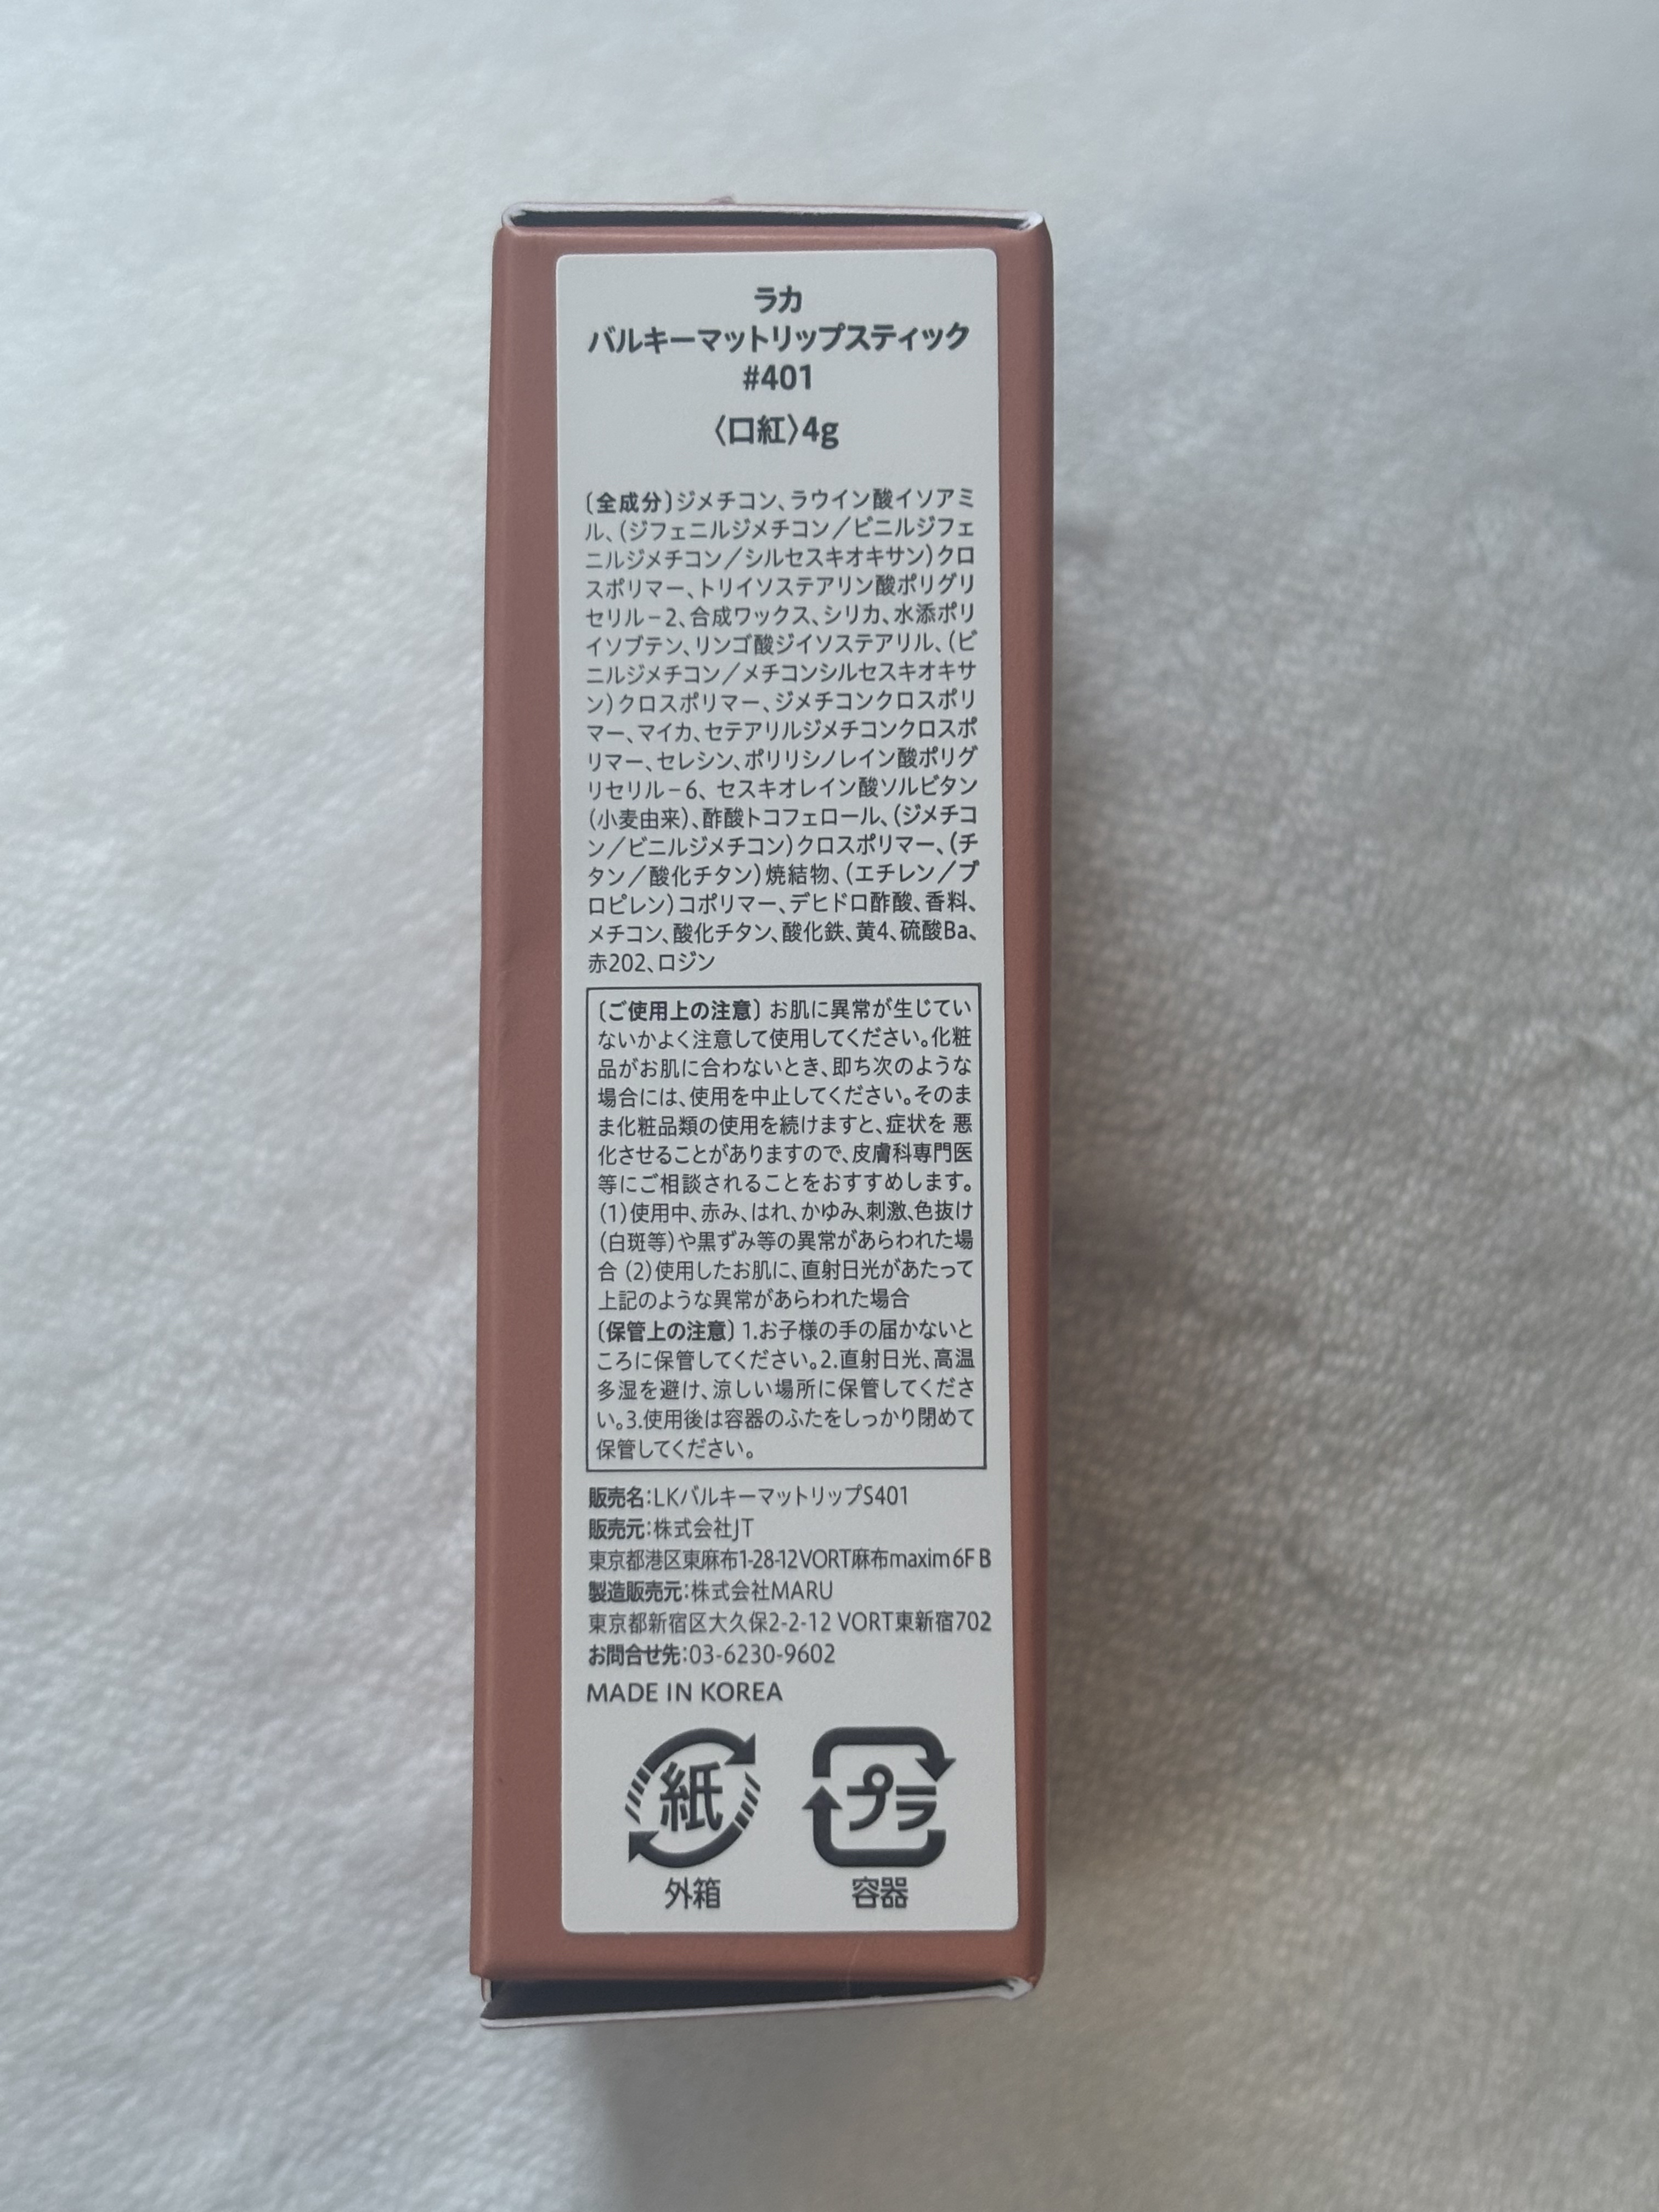 ラカ
バルキーマットリップスティック
#401
〈口紅〉4g
〔全成分〕ジメチコン、ラウイン酸イソアミ
ル、(ジフェニルジメチコン／ビニルジフェ
ニルジメチコン／シルセスキオキサン)クロ
スポリマー、トリイソステアリン酸ポリグリ
セリル－2、合成ワックス、シリカ、水添ポリ
イソブテン、リンゴ酸ジイソステアリル、(ビ
ニルジメチコン／メチコンシルセスキオキサ
ン)クロスポリマー、ジメチコンクロスポリ
マー、マイカ、セテアリルジメチコンクロスポ
リマー、セレシン、ポリリシノレイン酸ポリグ
リセリル－6、セスキオレイン酸ソルビタン
(小麦由来)、酢酸トコフェロール、(ジメチコ
ン／ビニルジメチコン)クロスポリマー、(チ
タン／酸化チタン)焼結物、(エチレン／プ
ロピレン)コポリマー、デヒドロ酢酸、香料、
メチコン、酸化チタン、酸化鉄、黄4、硫酸Ba、
赤202、ロジン
〔ご使用上の注意〕お肌に異常が生じてい
ないかよく注意して使用してください。化粧
品がお肌に合わないとき、即ち次のような
場合には、使用を中止してください。そのま
ま化粧品類の使用を続けますと、症状を 悪
化させることがありますので、皮膚科専門医
等にご相談されることをおすすめします。
(1)使用中、赤み、はれ、かゆみ、刺激、色抜け
(白斑等)や黒ずみ等の異常があらわれた場
合 (2)使用したお肌に、直射日光があたって
上記のような異常があらわれた場合
〔保管上の注意〕1.お子様の手の届かないと
ころに保管してください。2.直射日光、高温
多湿を避け、涼しい場所に保管してくださ
い。3.使用後は容器のふたをしっかり閉めて
保管してください。
販売名:LKバルキーマットリップS401
販売元:株式会社JT
東京都港区東麻布1-28-12VORT麻布maxim 6F B
製造販売元:株式会社MARU
東京都新宿区大久保2-2-12 VORT東新宿702
お問合せ先:03-6230-9602
MADE IN KOREA
紙 プラ
外箱 容器